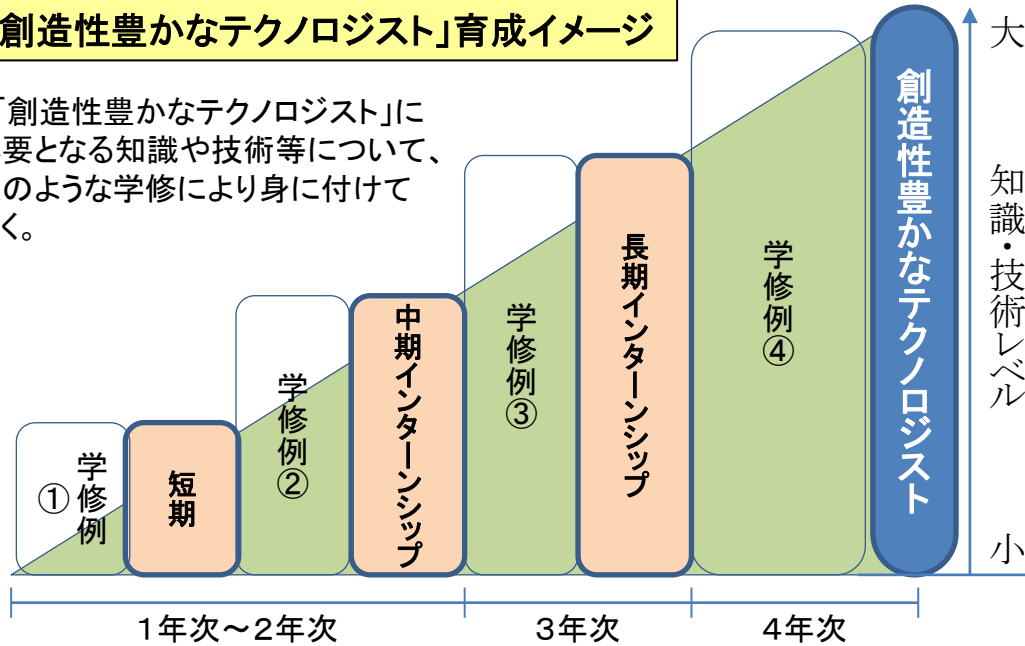 創造性豊かなテクノロジスト」育成イメージ
「創造性豊かなテクノロジスト」に
要となる知識や技術等について、
のような学修により身に付けて
く。
学修例①
短期
学修例②
中期インターンシップ
学修例③
長期インターンシップ
学修例④
創造性豊かなテクノロジスト
大
知識・技術レベル
小
1年次～2年次
3年次
4年次